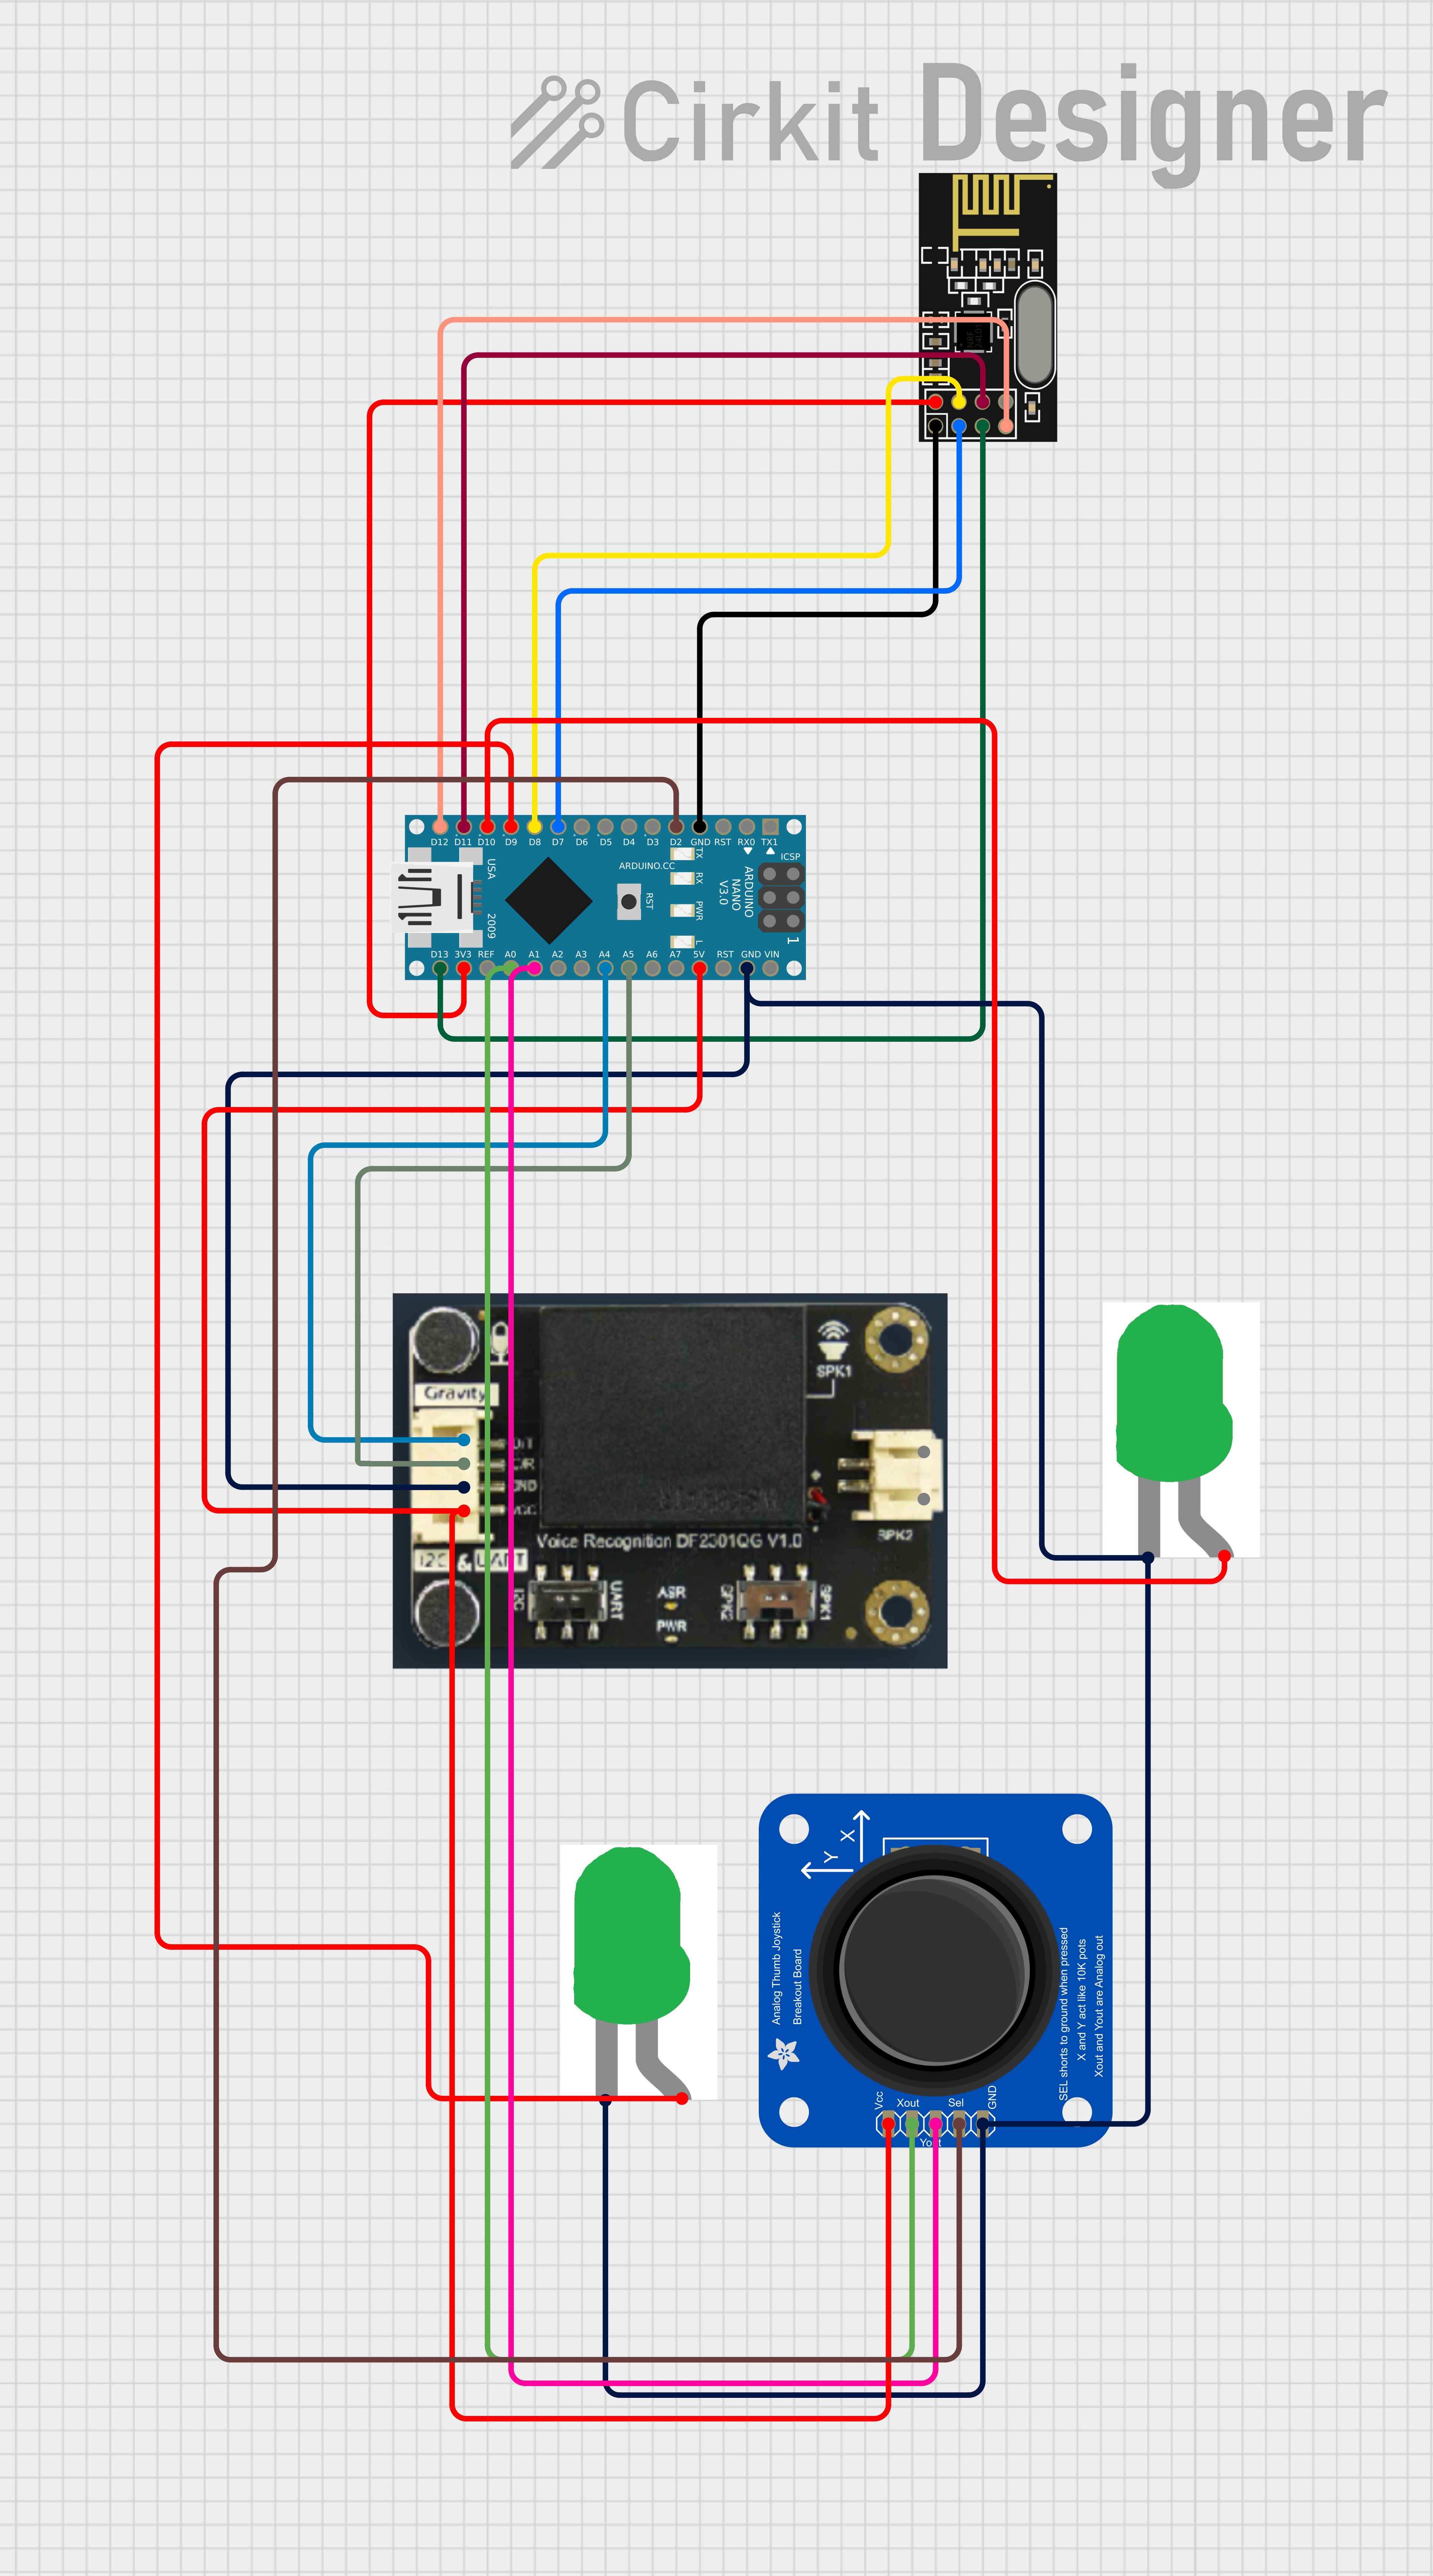 Cirkit Designer
D12 D11 D10 D9 D8 D7 D6 D5 D4 D3 D2 GND RST RX0 TX1
USA
2009
ARDUINO.CC
RST
TX
RX
PWR
L
ARDUINO
NANO
V3.0
ICSP
1
D13 3V3 REF A0 A1 A2 A3 A4 A5 A6 A7 5V RST GND VIN
Gravity
SPK1
Voice Recognition DF2301QG V1.0
SPK2
I2C & UART
I2C
UART
ASR
PWR
SPK2
SPK1
X
Y
Analog Thumb Joystick
Breakout Board
SEL shorts to ground when pressed
X and Y act like 10K pots
Xout and Yout are Analog out
Vcc
Xout
Yout
Sel
GND